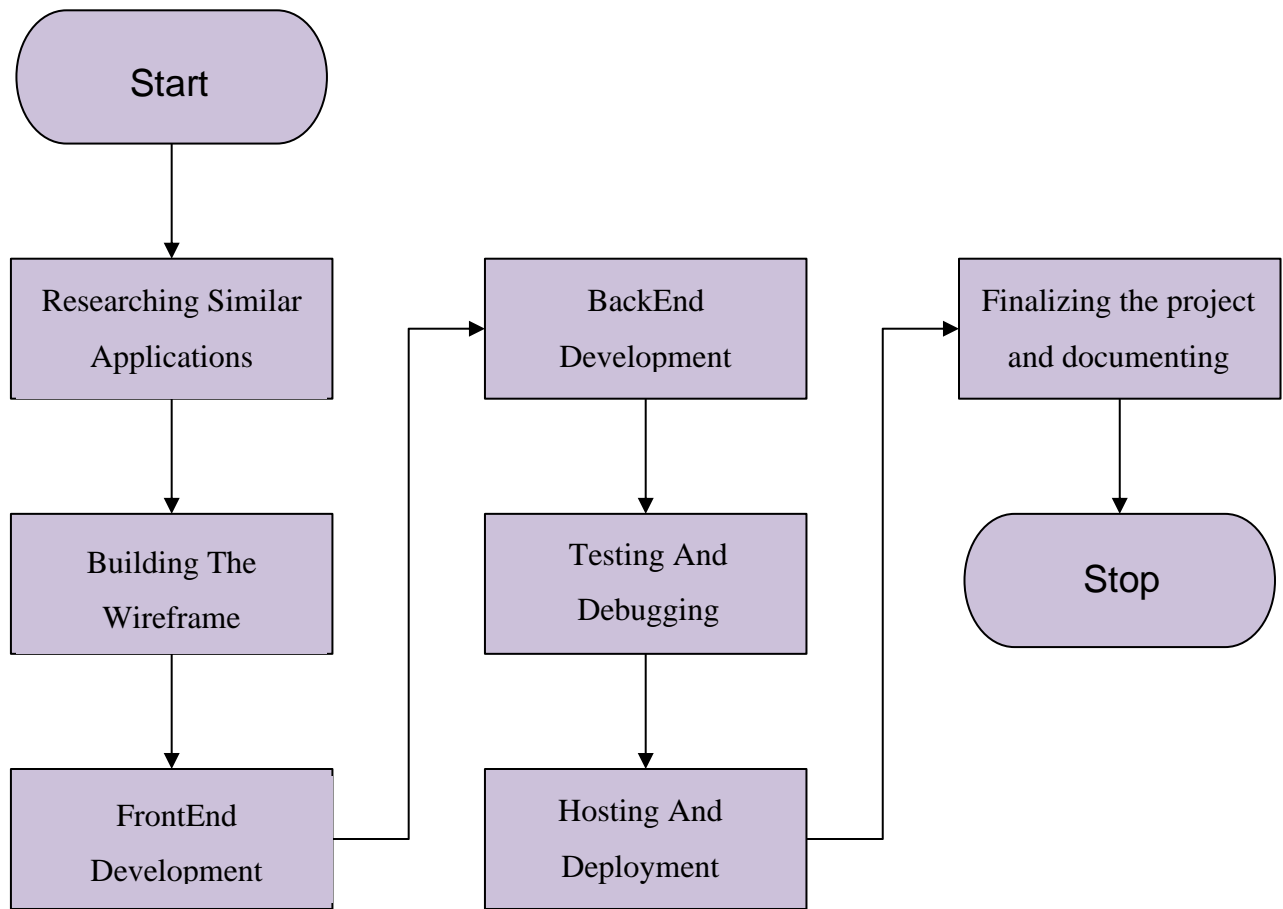 Start
Researching Similar
Applications
Building The
Wireframe
FrontEnd
Development
BackEnd
Development
Testing And
Debugging
Hosting And
Deployment
Finalizing the project
and documenting
Stop